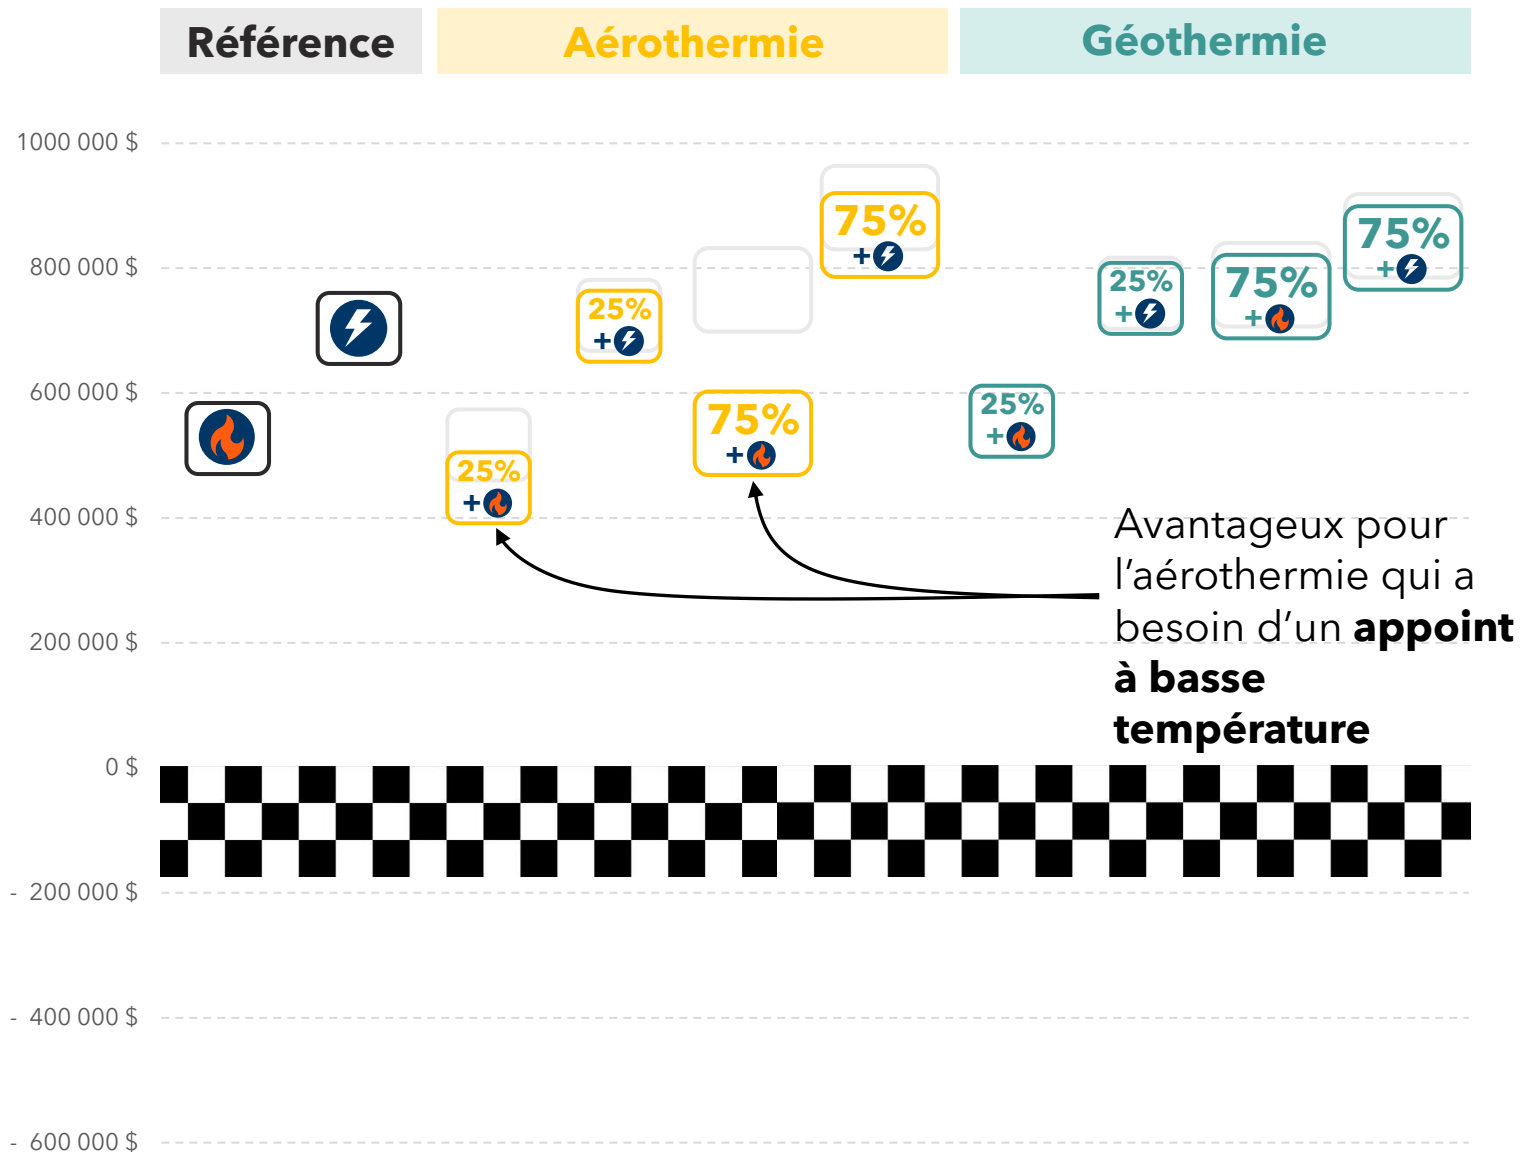 Référence
Aérothermie
Géothermie
1000 000 $
800 000 $
600 000 $
400 000 $
200 000 $
0 $
- 200 000 $
- 400 000 $
- 600 000 $
25%
+
25%
+
75%
+
75%
+
25%
+
25%
+
75%
+
75%
+
Avantageux pour
l’aérothermie qui a
besoin d’un appoint
à basse
température